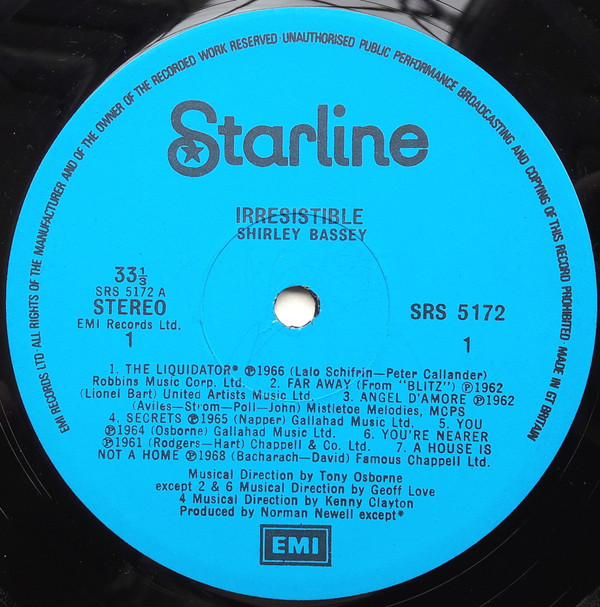 EMI RECORDS LTD ALL RIGHTS OF THE MANUFACTURER AND OF THE OWNER OF THE RECORDED WORK RESERVED · UNAUTHORISED PUBLIC PERFORMANCE BROADCASTING AND COPYING OF THIS RECORD PROHIBITED · MADE IN GT BRITAIN
Starline
IRRESISTIBLE
SHIRLEY BASSEY
33⅓
SRS 5172 A
STEREO
EMI Records Ltd.
1
SRS 5172
1
1. THE LIQUIDATOR* ℗1966 (Lalo Schifrin—Peter Callander)
Robbins Music Corp. Ltd. 2. FAR AWAY (From "BLITZ") ℗1962
(Lionel Bart) United Artists Music Ltd. 3. ANGEL D'AMORE ℗1962
(Aviles—Strom—Poll—John) Mistletoe Melodies, MCPS
4. SECRETS ℗1965 (Napper) Gallahad Music Ltd. 5. YOU
℗1964 (Osborne) Gallahad Music Ltd. 6. YOU'RE NEARER
℗1961 (Rodgers—Hart) Chappell & Co. Ltd. 7. A HOUSE IS
NOT A HOME ℗1968 (Bacharach—David) Famous Chappell Ltd.
Musical Direction by Tony Osborne
except 2 & 6 Musical Direction by Geoff Love
4 Musical Direction by Kenny Clayton
Produced by Norman Newell except*
EMI